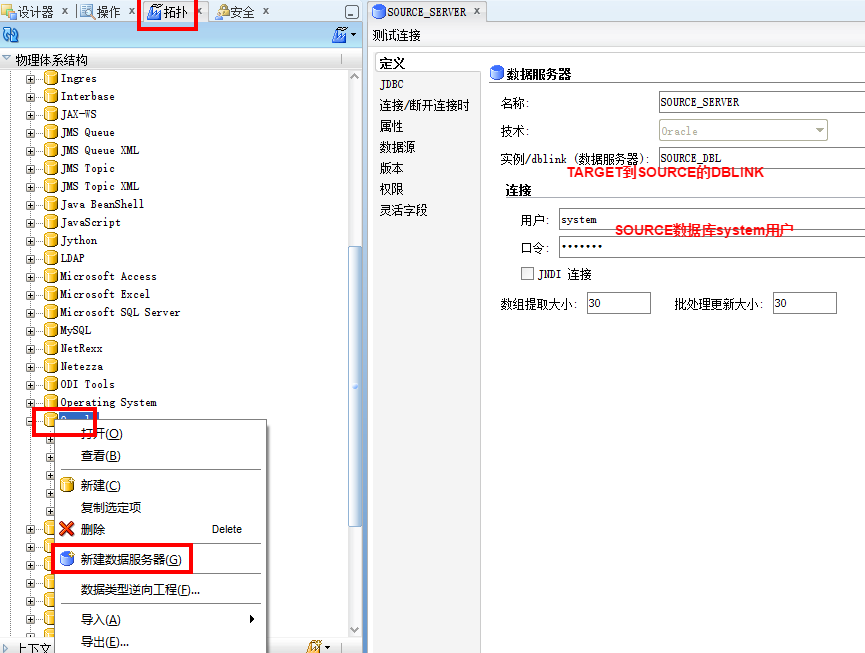 设计器 x 操作 x 拓扑 x 安全 x
物理体系结构
Ingres
Interbase
JAX-WS
JMS Queue
JMS Queue XML
JMS Topic
JMS Topic XML
Java BeanShell
JavaScript
Jython
LDAP
Microsoft Access
Microsoft Excel
Microsoft SQL Server
MySQL
NetRexx
Netezza
ODI Tools
Operating System
打开(O)
查看(B)
新建(C)
复制选定项
删除 Delete
新建数据服务器(G)
数据类型逆向工程(F)...
导入(A)
导出(E)...
上下文
SOURCE_SERVER x
测试连接
定义
JDBC
连接/断开连接时
属性
数据源
版本
权限
灵活字段
数据服务器
名称: SOURCE_SERVER
技术: Oracle
实例/dblink (数据服务器): SOURCE_DBL
TARGET到SOURCE的DBLINK
连接
用户: system
SOURCE数据库system用户
口令: •••••••
JNDI 连接
数组提取大小: 30 批处理更新大小: 30